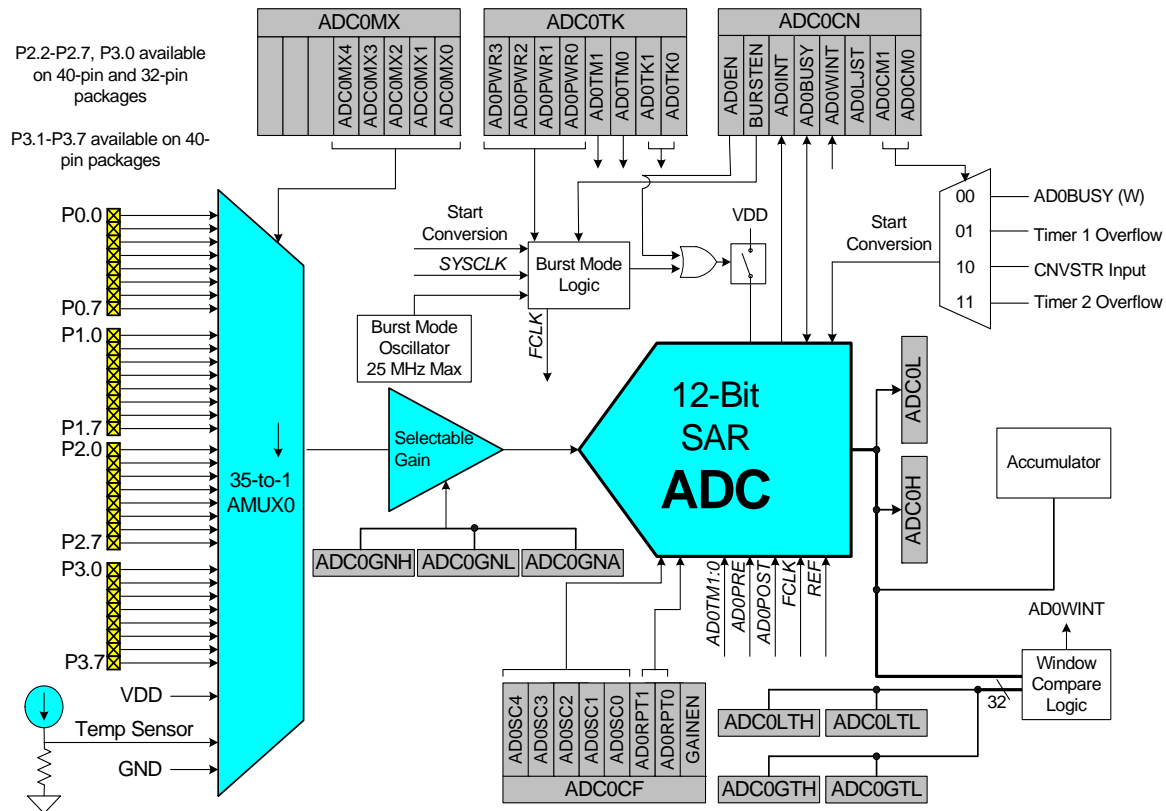 ADC0MX
ADC0MX4
ADC0MX3
ADC0MX2
ADC0MX1
ADC0MX0
ADC0TK
AD0PWR3
AD0PWR2
AD0PWR1
AD0PWR0
AD0TM1
AD0TM0
AD0TK1
AD0TK0
ADC0CN
AD0EN
BURSTEN
AD0INT
AD0BUSY
AD0WINT
AD0LJST
AD0CM1
AD0CM0
P2.2-P2.7, P3.0 available
on 40-pin and 32-pin
packages
P3.1-P3.7 available on 40-
pin packages
P0.0
P0.7
P1.0
P1.7
P2.0
P2.7
P3.0
P3.7
VDD
Temp Sensor
GND
35-to-1
AMUX0
Start
Conversion
SYSCLK
Burst Mode
Logic
Burst Mode
Oscillator
25 MHz Max
FCLK
VDD
Start
Conversion
00
01
10
11
AD0BUSY (W)
Timer 1 Overflow
CNVSTR Input
Timer 2 Overflow
Selectable
Gain
ADC0GNH
ADC0GNL
ADC0GNA
12-Bit
SAR
ADC
ADC0L
ADC0H
Accumulator
AD0TM1:0
AD0PRE
AD0POST
FCLK
REF
AD0WINT
Window
Compare
Logic
32
AD0SC4
AD0SC3
AD0SC2
AD0SC1
AD0SC0
AD0RPT1
AD0RPT0
GAINEN
ADC0CF
ADC0LTH
ADC0LTL
ADC0GTH
ADC0GTL